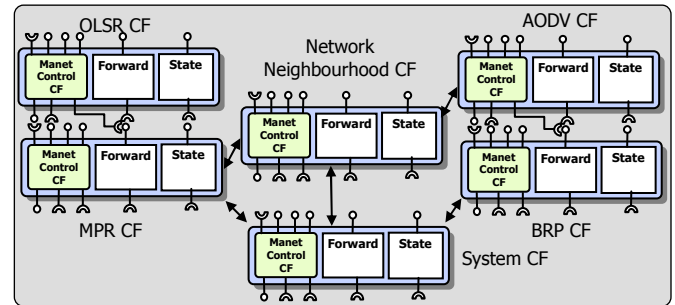 OLSR CF
Manet
Control
CF
Forward
State
Manet
Control
CF
Forward
State
MPR CF
Network
Neighbourhood CF
Manet
Control
CF
Forward
State
Manet
Control
CF
Forward
State
System CF
AODV CF
Manet
Control
CF
Forward
State
Manet
Control
CF
Forward
State
BRP CF